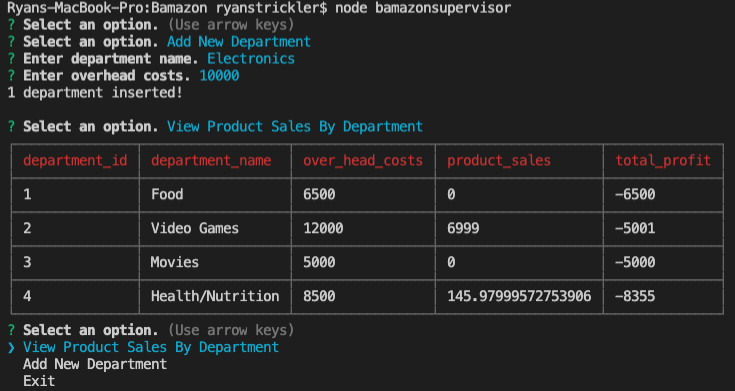 Ryans-MacBook-Pro:Bamazon ryanstrickler$ node bamazonsupervisor
? Select an option. (Use arrow keys)
? Select an option. Add New Department
? Enter department name. Electronics
? Enter overhead costs. 10000
1 department inserted!
? Select an option. View Product Sales By Department
department_id department_name over_head_costs product_sales total_profit
1 Food 6500 0 -6500
2 Video Games 12000 6999 -5001
3 Movies 5000 0 -5000
4 Health/Nutrition 8500 145.97999572753906 -8355
? Select an option. (Use arrow keys)
❯ View Product Sales By Department
Add New Department
Exit